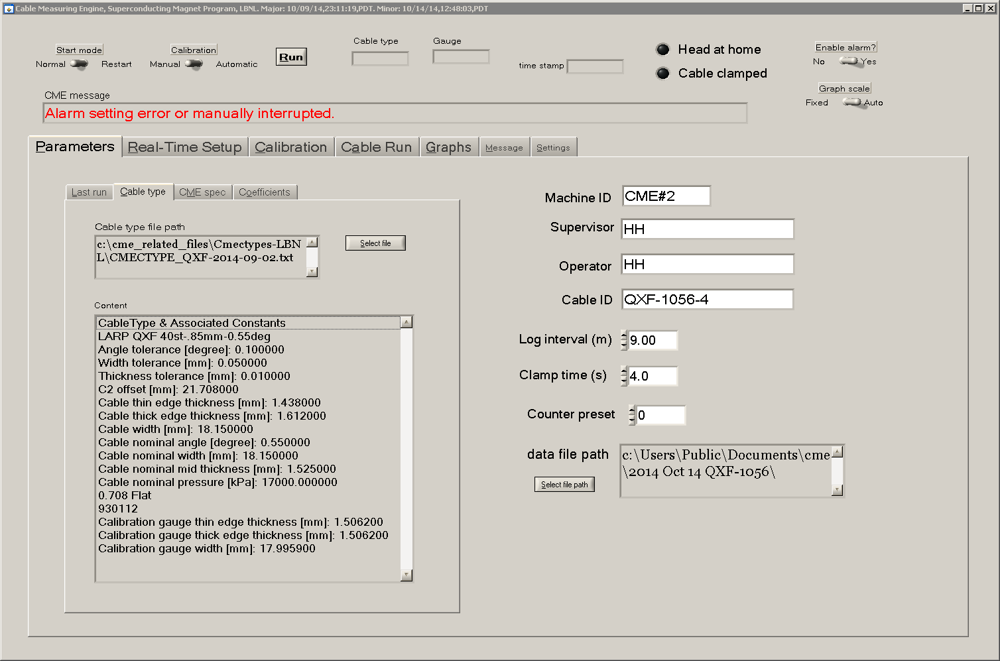 Cable Measuring Engine, Superconducting Magnet Program, LBNL. Major: 10/09/14,23:11:19,PDT. Minor: 10/14/14,12:48:03,PDT
Start mode
Normal Restart
Calibration
Manual Automatic
Run
Cable type
Gauge
time stamp
Head at home
Cable clamped
Enable alarm?
No Yes
Graph scale
Fixed Auto
CME message
Alarm setting error or manually interrupted.
Parameters Real-Time Setup Calibration Cable Run Graphs Message Settings
Last run Cable type CME spec Coefficients
Cable type file path
c:\cme_related_files\Cmectypes-LBN
L\CMECTYPE_QXF-2014-09-02.txt
Select file
Content
CableType & Associated Constants
LARP QXF 40st-.85mm-0.55deg
Angle tolerance [degree]: 0.100000
Width tolerance [mm]: 0.050000
Thickness tolerance [mm]: 0.010000
C2 offset [mm]: 21.708000
Cable thin edge thickness [mm]: 1.438000
Cable thick edge thickness [mm]: 1.612000
Cable width [mm]: 18.150000
Cable nominal angle [degree]: 0.550000
Cable nominal width [mm]: 18.150000
Cable nominal mid thickness [mm]: 1.525000
Cable nominal pressure [kPa]: 17000.000000
0.708 Flat
930112
Calibration gauge thin edge thickness [mm]: 1.506200
Calibration gauge thick edge thickness [mm]: 1.506200
Calibration gauge width [mm]: 17.995900
Machine ID CME#2
Supervisor HH
Operator HH
Cable ID QXF-1056-4
Log interval (m) 9.00
Clamp time (s) 4.0
Counter preset 0
data file path
c:\Users\Public\Documents\cme
\2014 Oct 14 QXF-1056\
Select file path